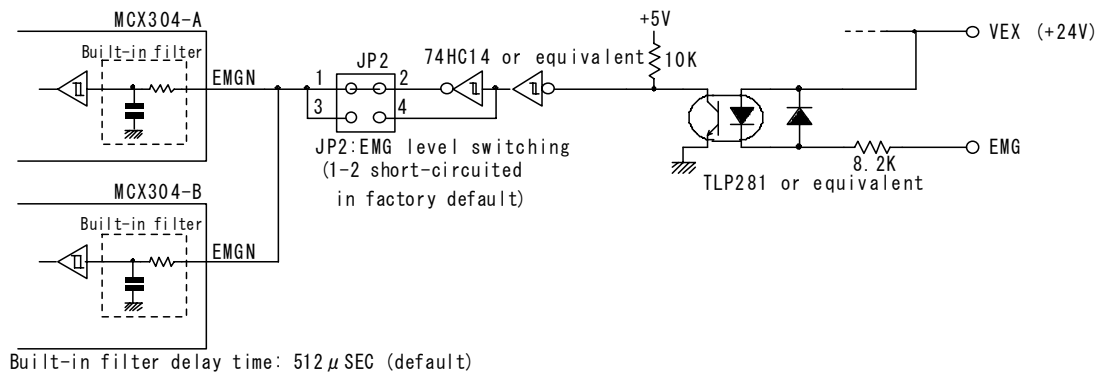 MCX304-A
Built-in filter
EMGN
JP2
1
2
3
4
74HC14 or equivalent
+5V
10K
VEX (+24V)
JP2:EMG level switching
(1-2 short-circuited
in factory default)
8.2K
EMG
TLP281 or equivalent
MCX304-B
Built-in filter
EMGN
Built-in filter delay time: 512μSEC (default)